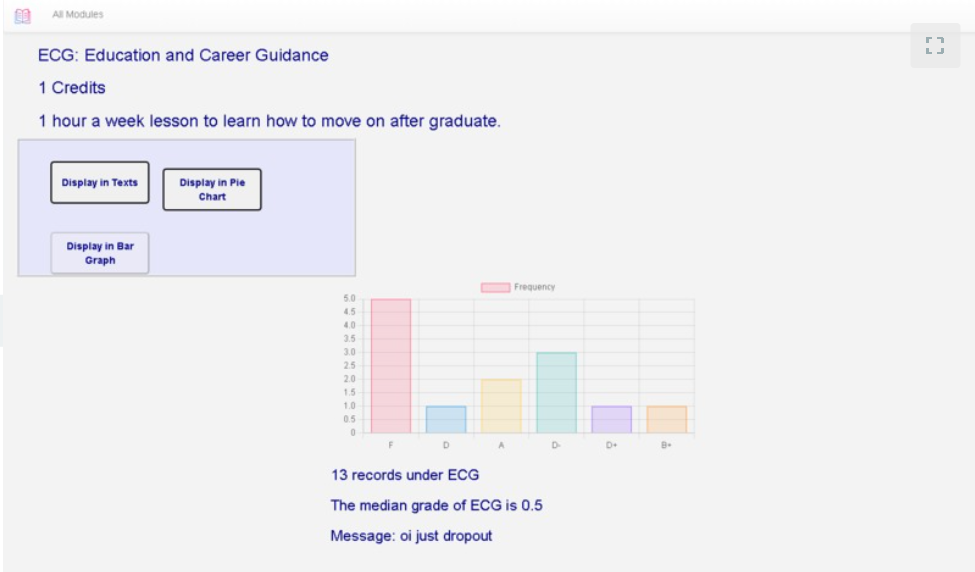 All Modules
ECG: Education and Career Guidance
1 Credits
1 hour a week lesson to learn how to move on after graduate.
Display in Texts
Display in Pie
Chart
Display in Bar
Graph
Frequency
5.0
4.5
4.0
3.5
3.0
2.5
2.0
1.5
1.0
0.5
0
F D A D- D+ B+
13 records under ECG
The median grade of ECG is 0.5
Message: oi just dropout